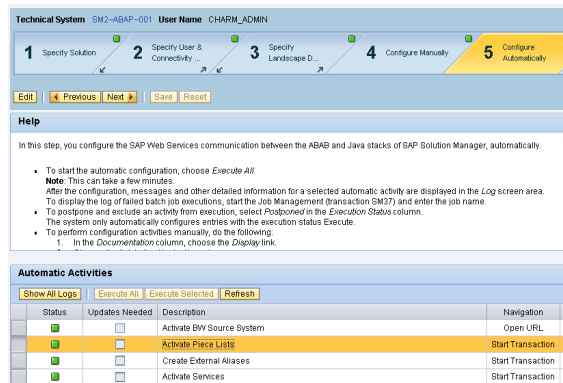 Technical System SM2~ABAP~001 User Name CHARM_ADMIN
1 Specify Solution
2 Specify User & Connectivity ...
3 Specify Landscape D...
4 Configure Manually
5 Configure Automatically
Edit Previous Next Save Reset
Help
In this step, you configure the SAP Web Services communication between the ABAB and Java stacks of SAP Solution Manager, automatically.
To start the automatic configuration, choose Execute All.
Note: This can take a few minutes.
After the configuration, messages and other detailed information for a selected automatic activity are displayed in the Log screen area.
To display the log of failed batch job executions, start the Job Management (transaction SM37) and enter the job name.
To postpone and exclude an activity from execution, select Postponed in the Execution Status column.
The system only automatically configures entries with the execution status Execute.
To perform configuration activities manually, do the following:
1. In the Documentation column, choose the Display link.
Automatic Activities
Show All Logs Execute All Execute Selected Refresh
Status Updates Needed Description Navigation
Activate BW Source System Open URL
Activate Piece Lists Start Transaction
Create External Aliases Start Transaction
Activate Services Start Transaction